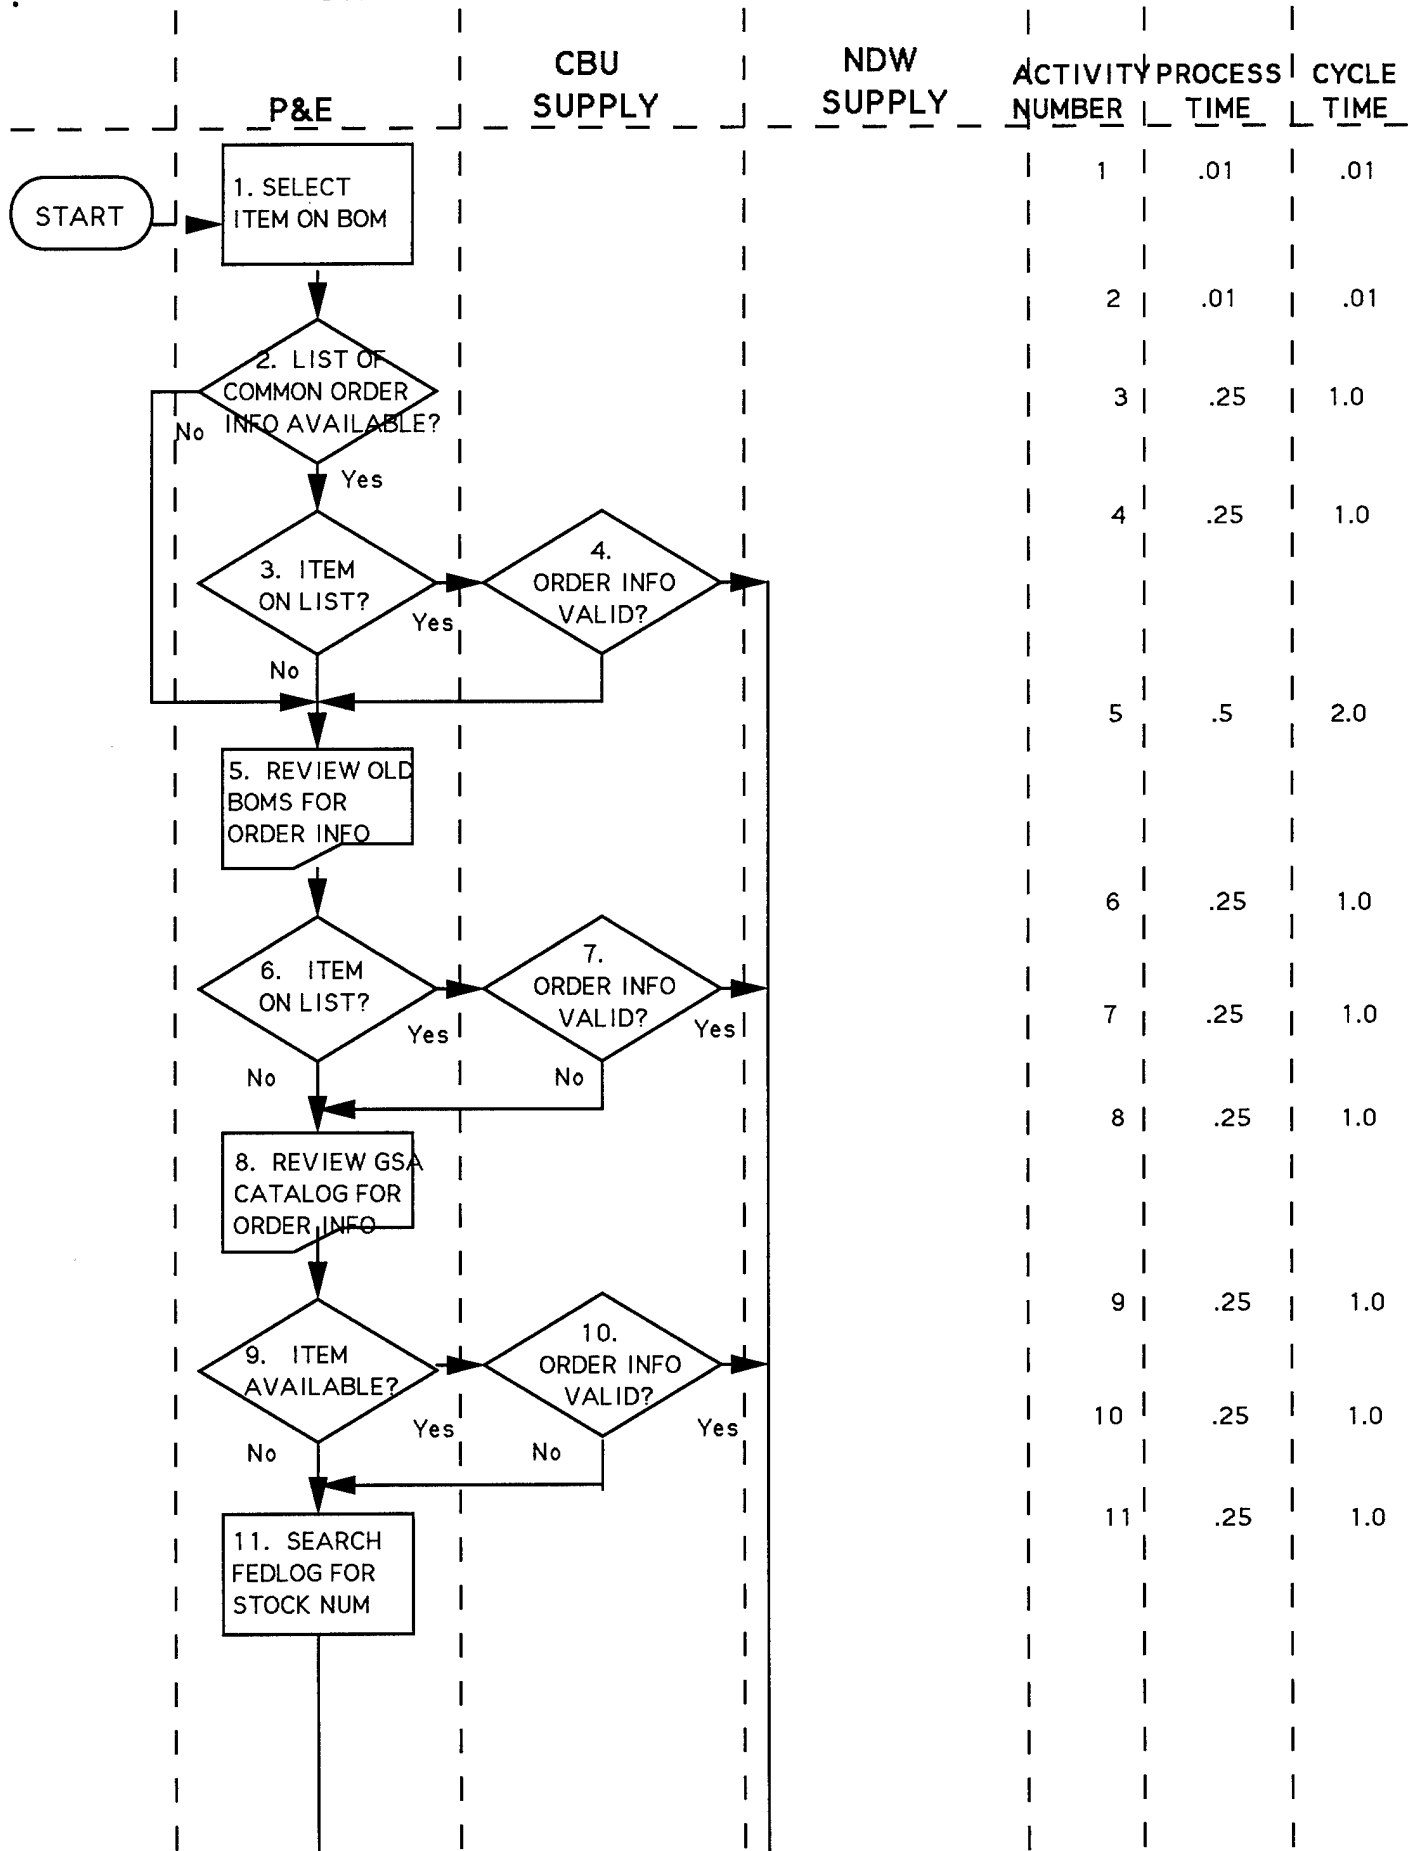 P&E
CBU
SUPPLY
NDW
SUPPLY
ACTIVITY
NUMBER
PROCESS
TIME
CYCLE
TIME
START
1. SELECT
ITEM ON BOM
1 .01 .01
2. LIST OF
COMMON ORDER
INFO AVAILABLE?
No
Yes
2 .01 .01
3 .25 1.0
3. ITEM
ON LIST?
Yes
No
4.
ORDER INFO
VALID?
4 .25 1.0
5. REVIEW OLD
BOMS FOR
ORDER INFO
5 .5 2.0
6. ITEM
ON LIST?
Yes
No
7.
ORDER INFO
VALID?
Yes
No
6 .25 1.0
7 .25 1.0
8. REVIEW GSA
CATALOG FOR
ORDER INFO
8 .25 1.0
9. ITEM
AVAILABLE?
Yes
No
10.
ORDER INFO
VALID?
Yes
No
9 .25 1.0
10 .25 1.0
11. SEARCH
FEDLOG FOR
STOCK NUM
11 .25 1.0